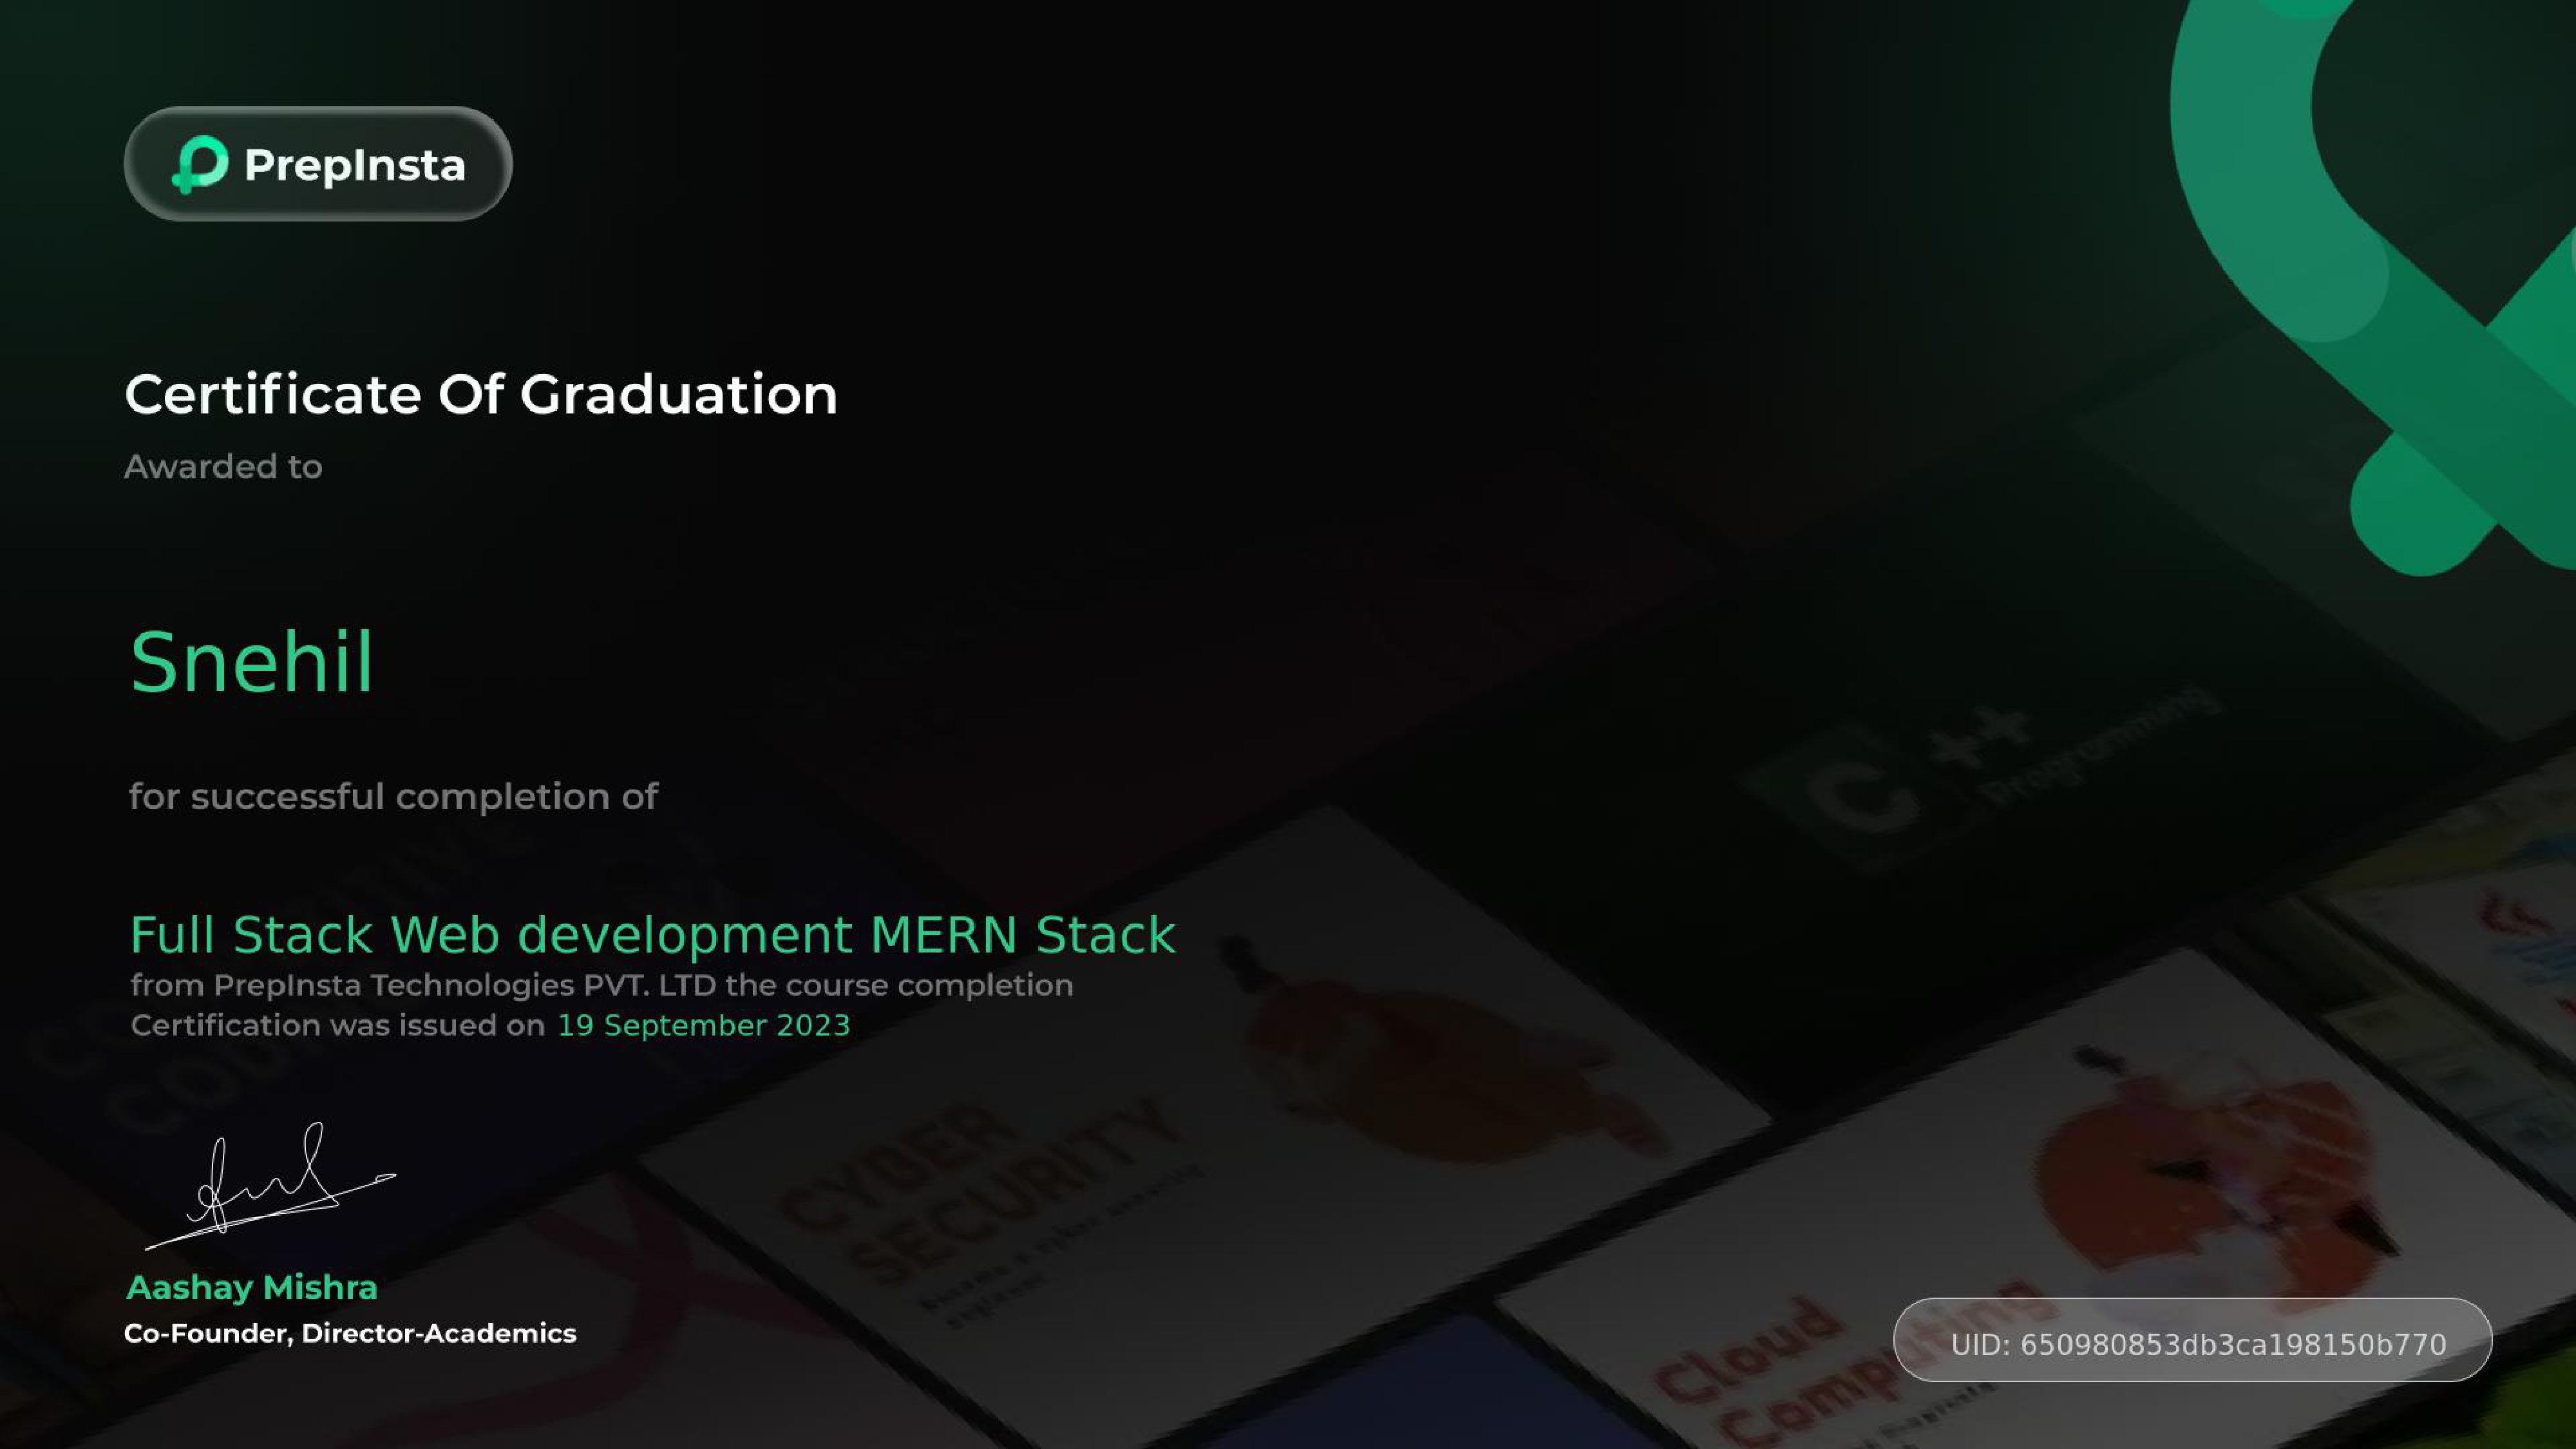 PrepInsta
Certificate Of Graduation
Awarded to
Snehil
for successful completion of
Full Stack Web development MERN Stack
from PrepInsta Technologies PVT. LTD the course completion
Certification was issued on 19 September 2023
Aashay Mishra
Co-Founder, Director-Academics
UID: 650980853db3ca198150b770
C++
Programming
CYBER
SECURITY
Cloud
Computing